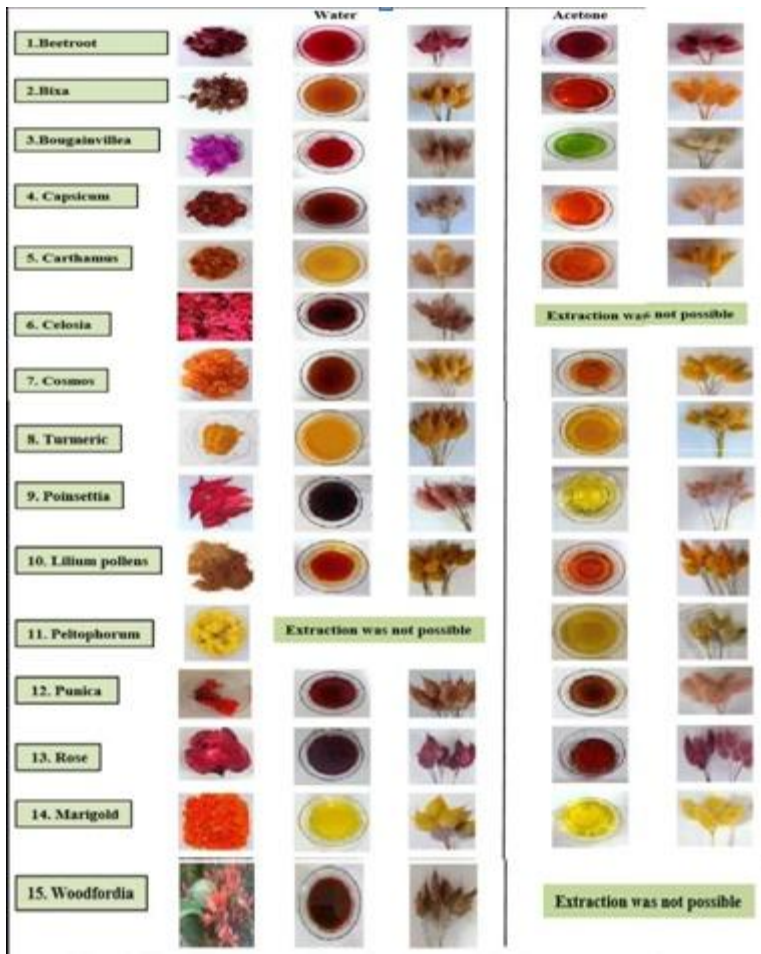 Water
Acetone
1.Beetroot
2.Bixa
3.Bougainvillea
4. Capsicum
5. Carthamus
6. Celosia
Extraction was not possible
7. Cosmos
8. Turmeric
9. Poinsettia
10. Lilium pollens
11. Peltophorum
Extraction was not possible
12. Punica
13. Rose
14. Marigold
15. Woodfordia
Extraction was not possible